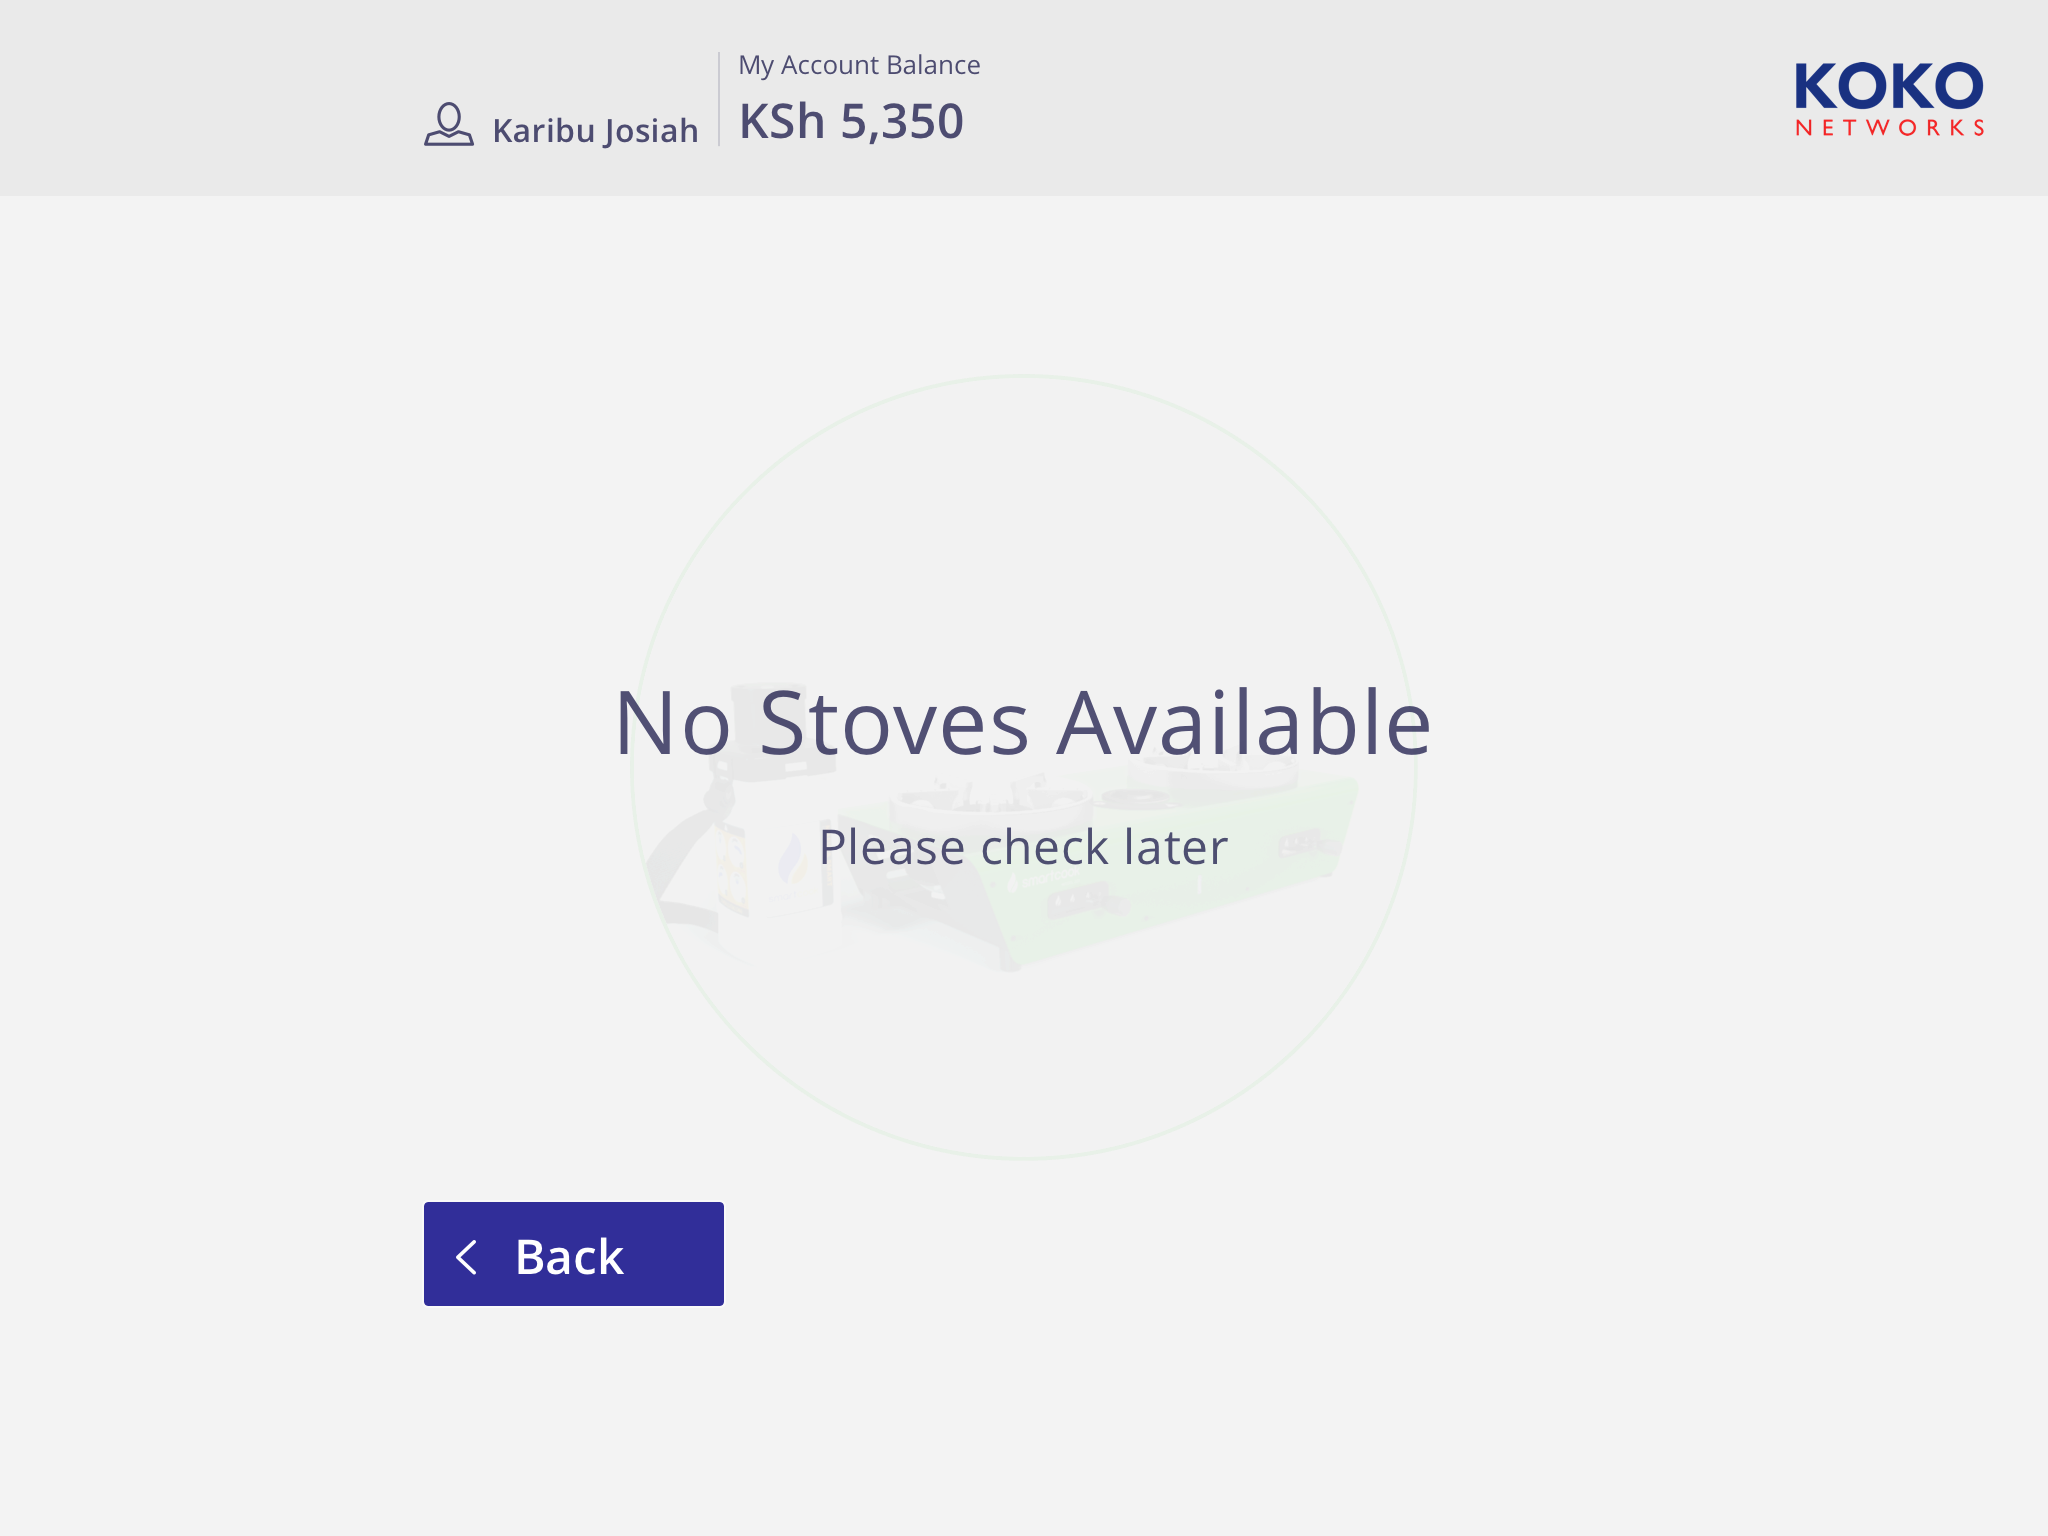 My Account Balance
Karibu Josiah
KSh 5,350
KOKO
NETWORKS
No Stoves Available
Please check later
Back